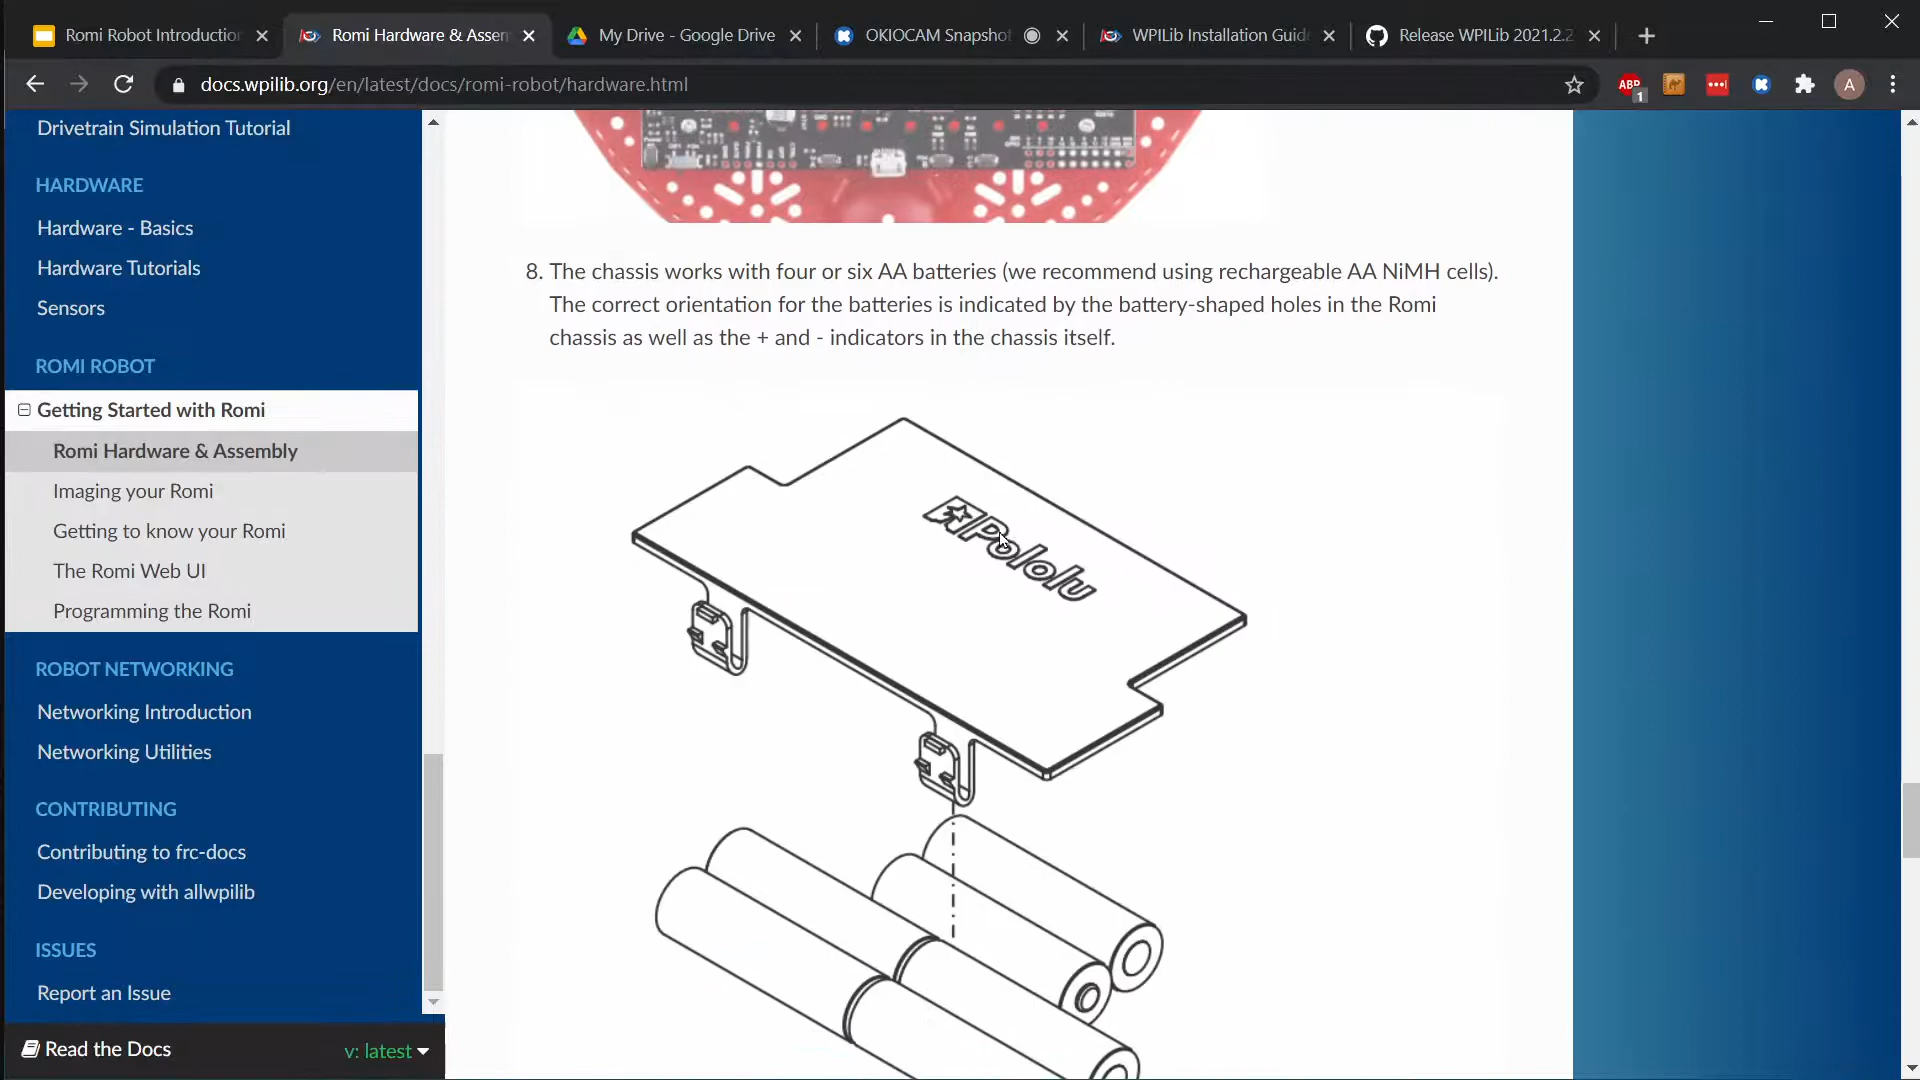 Romi Robot Introduction
Romi Hardware & Assem
My Drive - Google Drive
OKIOCAM Snapshot
WPILib Installation Guide
Release WPILib 2021.2.2
docs.wpilib.org/en/latest/docs/romi-robot/hardware.html
ABP
1
A
Drivetrain Simulation Tutorial
HARDWARE
Hardware - Basics
Hardware Tutorials
Sensors
ROMI ROBOT
Getting Started with Romi
Romi Hardware & Assembly
Imaging your Romi
Getting to know your Romi
The Romi Web UI
Programming the Romi
ROBOT NETWORKING
Networking Introduction
Networking Utilities
CONTRIBUTING
Contributing to frc-docs
Developing with allwpilib
ISSUES
Report an Issue
Read the Docs
v: latest
8. The chassis works with four or six AA batteries (we recommend using rechargeable AA NiMH cells).
The correct orientation for the batteries is indicated by the battery-shaped holes in the Romi
chassis as well as the + and - indicators in the chassis itself.
Pololu